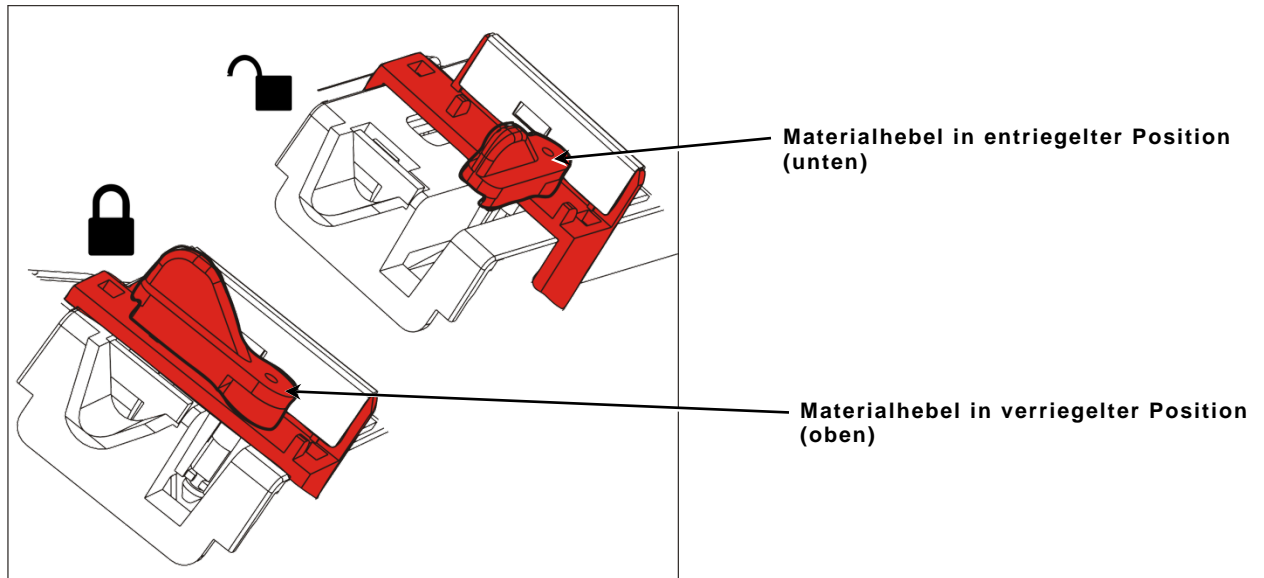 Materialhebel in entriegelter Position
(unten)
Materialhebel in verriegelter Position
(oben)